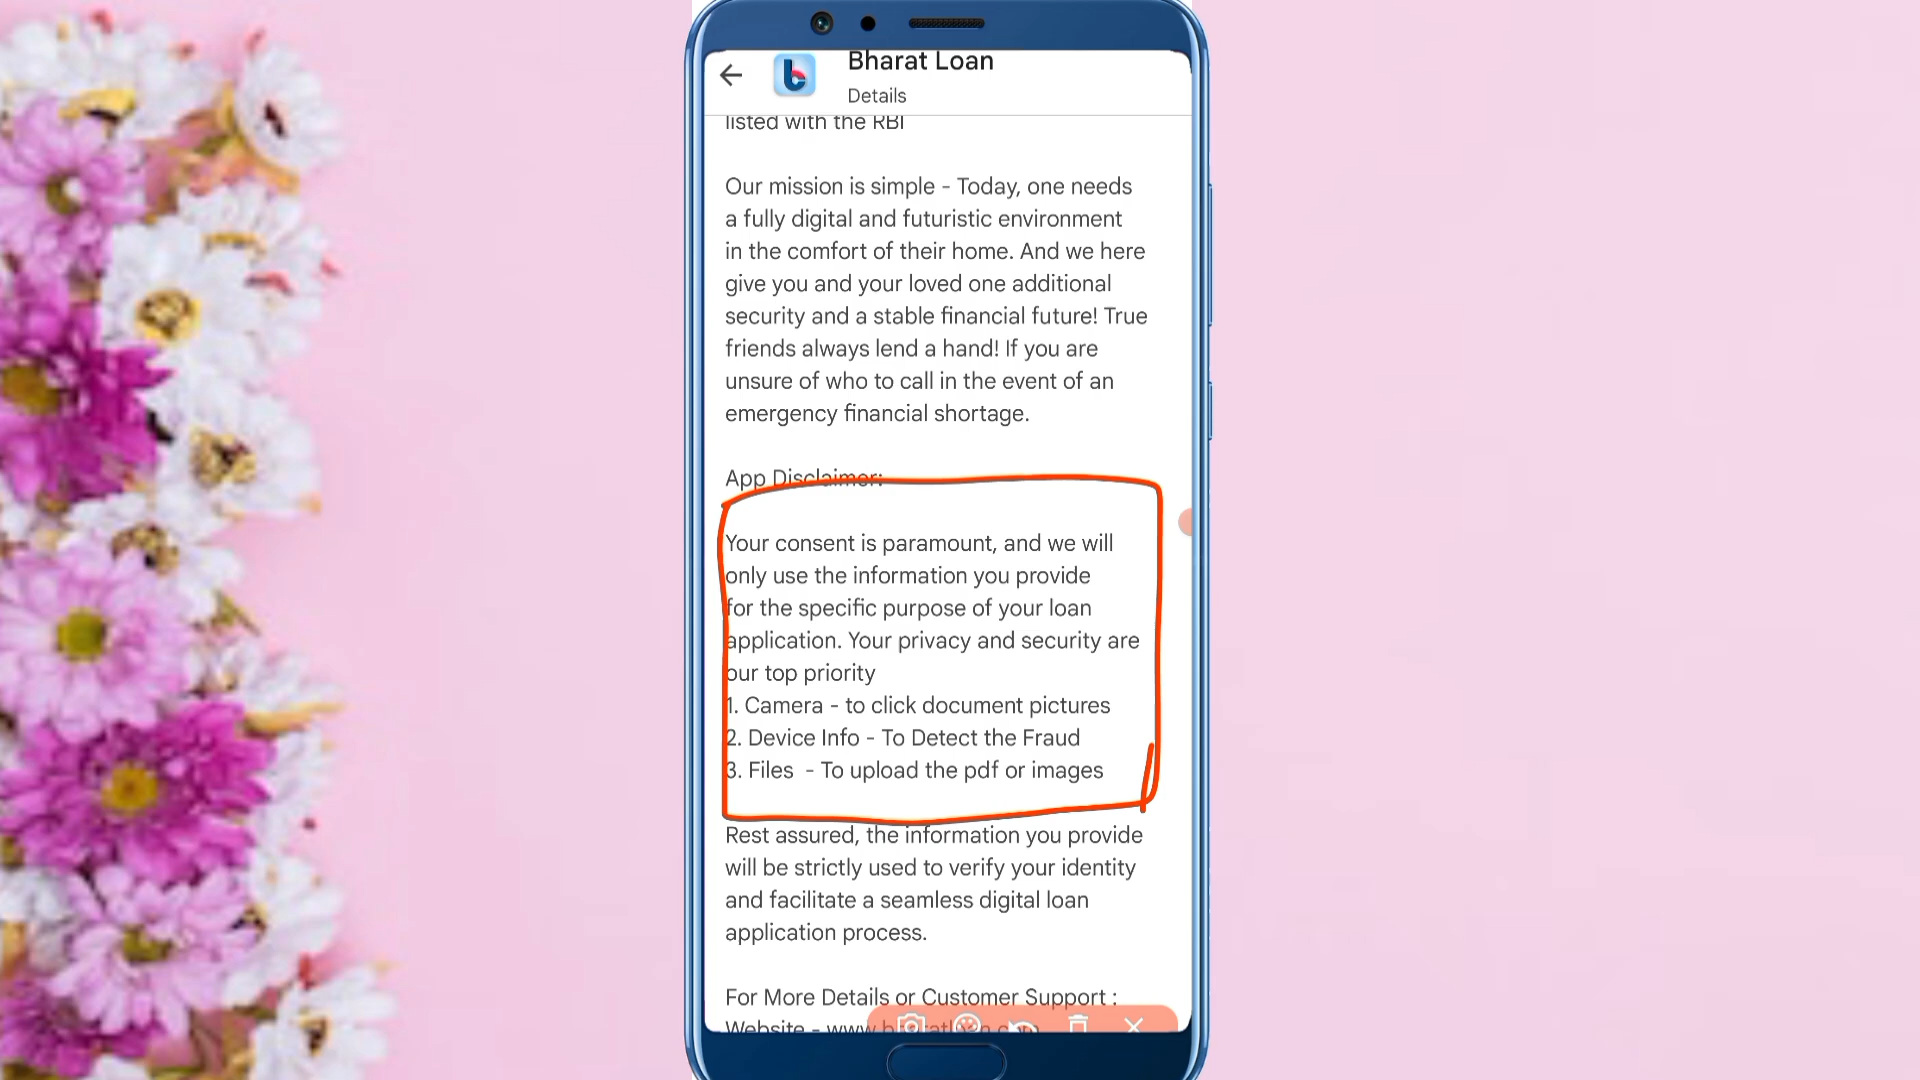 Bharat Loan
Details
listed with the RBI
Our mission is simple - Today, one needs
a fully digital and futuristic environment
in the comfort of their home. And we here
give you and your loved one additional
security and a stable financial future! True
friends always lend a hand! If you are
unsure of who to call in the event of an
emergency financial shortage.
App Disclaimer:
Your consent is paramount, and we will
only use the information you provide
for the specific purpose of your loan
application. Your privacy and security are
our top priority
1. Camera - to click document pictures
2. Device Info - To Detect the Fraud
3. Files - To upload the pdf or images
Rest assured, the information you provide
will be strictly used to verify your identity
and facilitate a seamless digital loan
application process.
For More Details or Customer Support :
Website -